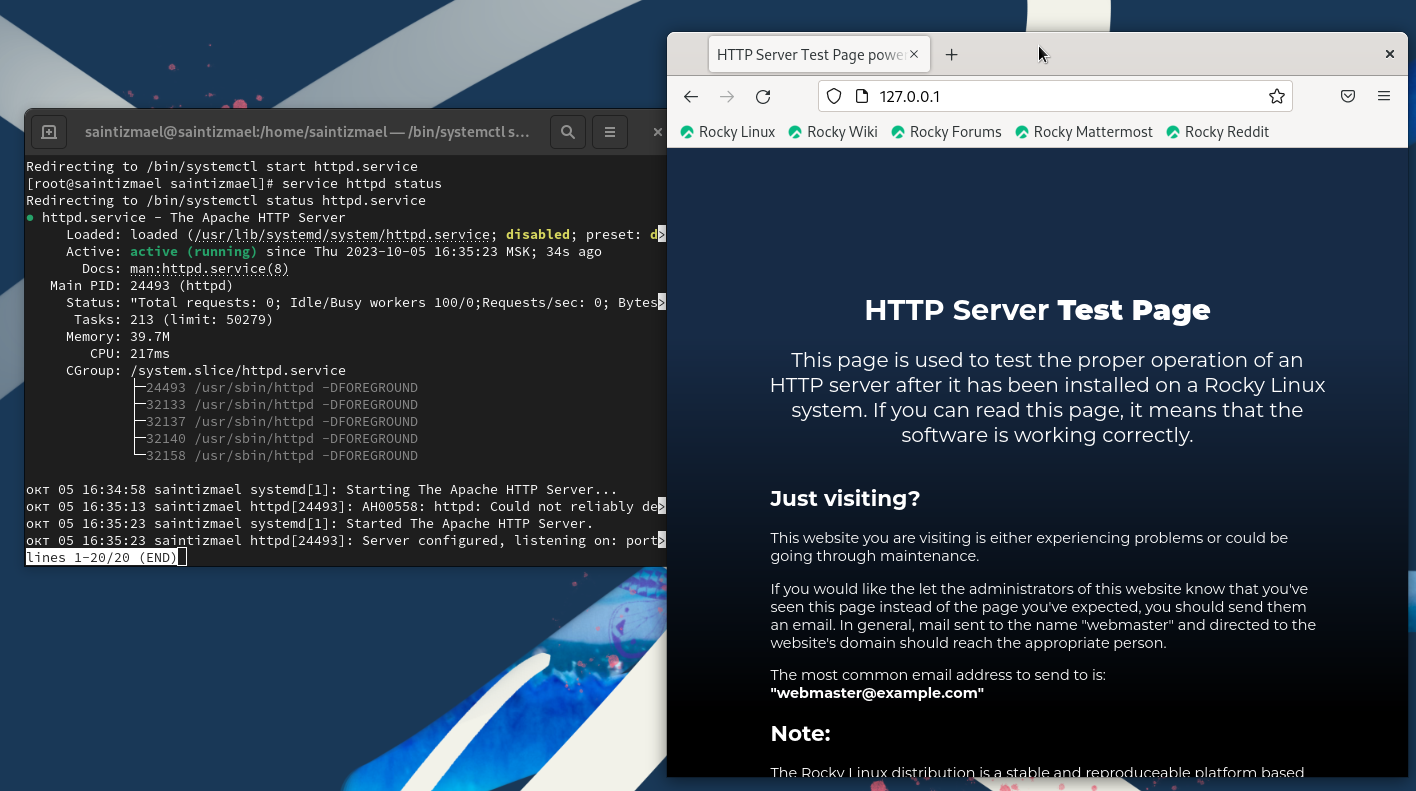 saintizmael@saintizmael:/home/saintizmael — /bin/systemctl s...
Redirecting to /bin/systemctl start httpd.service
[root@saintizmael saintizmael]# service httpd status
Redirecting to /bin/systemctl status httpd.service
● httpd.service - The Apache HTTP Server
Loaded: loaded (/usr/lib/systemd/system/httpd.service; disabled; preset: d>
Active: active (running) since Thu 2023-10-05 16:35:23 MSK; 34s ago
Docs: man:httpd.service(8)
Main PID: 24493 (httpd)
Status: "Total requests: 0; Idle/Busy workers 100/0;Requests/sec: 0; Bytes>
Tasks: 213 (limit: 50279)
Memory: 39.7M
CPU: 217ms
CGroup: /system.slice/httpd.service
├─24493 /usr/sbin/httpd -DFOREGROUND
├─32133 /usr/sbin/httpd -DFOREGROUND
├─32137 /usr/sbin/httpd -DFOREGROUND
├─32140 /usr/sbin/httpd -DFOREGROUND
└─32158 /usr/sbin/httpd -DFOREGROUND
окт 05 16:34:58 saintizmael systemd[1]: Starting The Apache HTTP Server...
окт 05 16:35:13 saintizmael httpd[24493]: AH00558: httpd: Could not reliably de>
окт 05 16:35:23 saintizmael systemd[1]: Started The Apache HTTP Server.
окт 05 16:35:23 saintizmael httpd[24493]: Server configured, listening on: port>
lines 1-20/20 (END)
HTTP Server Test Page powe
127.0.0.1
Rocky Linux Rocky Wiki Rocky Forums Rocky Mattermost Rocky Reddit
HTTP Server Test Page
This page is used to test the proper operation of an
HTTP server after it has been installed on a Rocky Linux
system. If you can read this page, it means that the
software is working correctly.
Just visiting?
This website you are visiting is either experiencing problems or could be
going through maintenance.
If you would like the let the administrators of this website know that you've
seen this page instead of the page you've expected, you should send them
an email. In general, mail sent to the name "webmaster" and directed to the
website's domain should reach the appropriate person.
The most common email address to send to is:
"webmaster@example.com"
Note:
The Rocky Linux distribution is a stable and reproduceable platform based